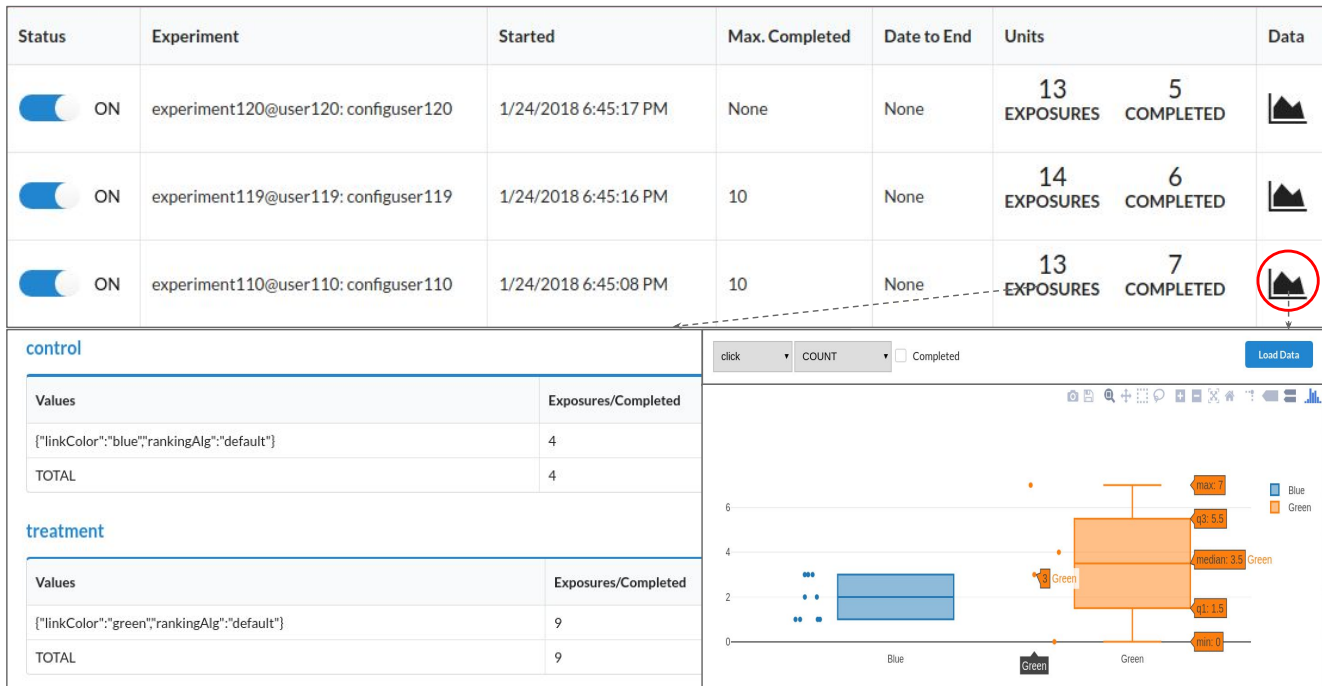 Status Experiment Started Max. Completed Date to End Units Data
ON experiment120@user120: configuser120 1/24/2018 6:45:17 PM None None 13 EXPOSURES 5 COMPLETED
ON experiment119@user119: configuser119 1/24/2018 6:45:16 PM 10 None 14 EXPOSURES 6 COMPLETED
ON experiment110@user110: configuser110 1/24/2018 6:45:08 PM 10 None 13 EXPOSURES 7 COMPLETED
control
Values Exposures/Completed
{"linkColor":"blue","rankingAlg":"default"} 4
TOTAL 4
treatment
Values Exposures/Completed
{"linkColor":"green","rankingAlg":"default"} 9
TOTAL 9
click COUNT Completed Load Data
max: 7
Blue
Green
6
q3: 5.5
4
median: 3.5 Green
3 Green
2
q1: 1.5
0
min: 0
Blue Green
Green